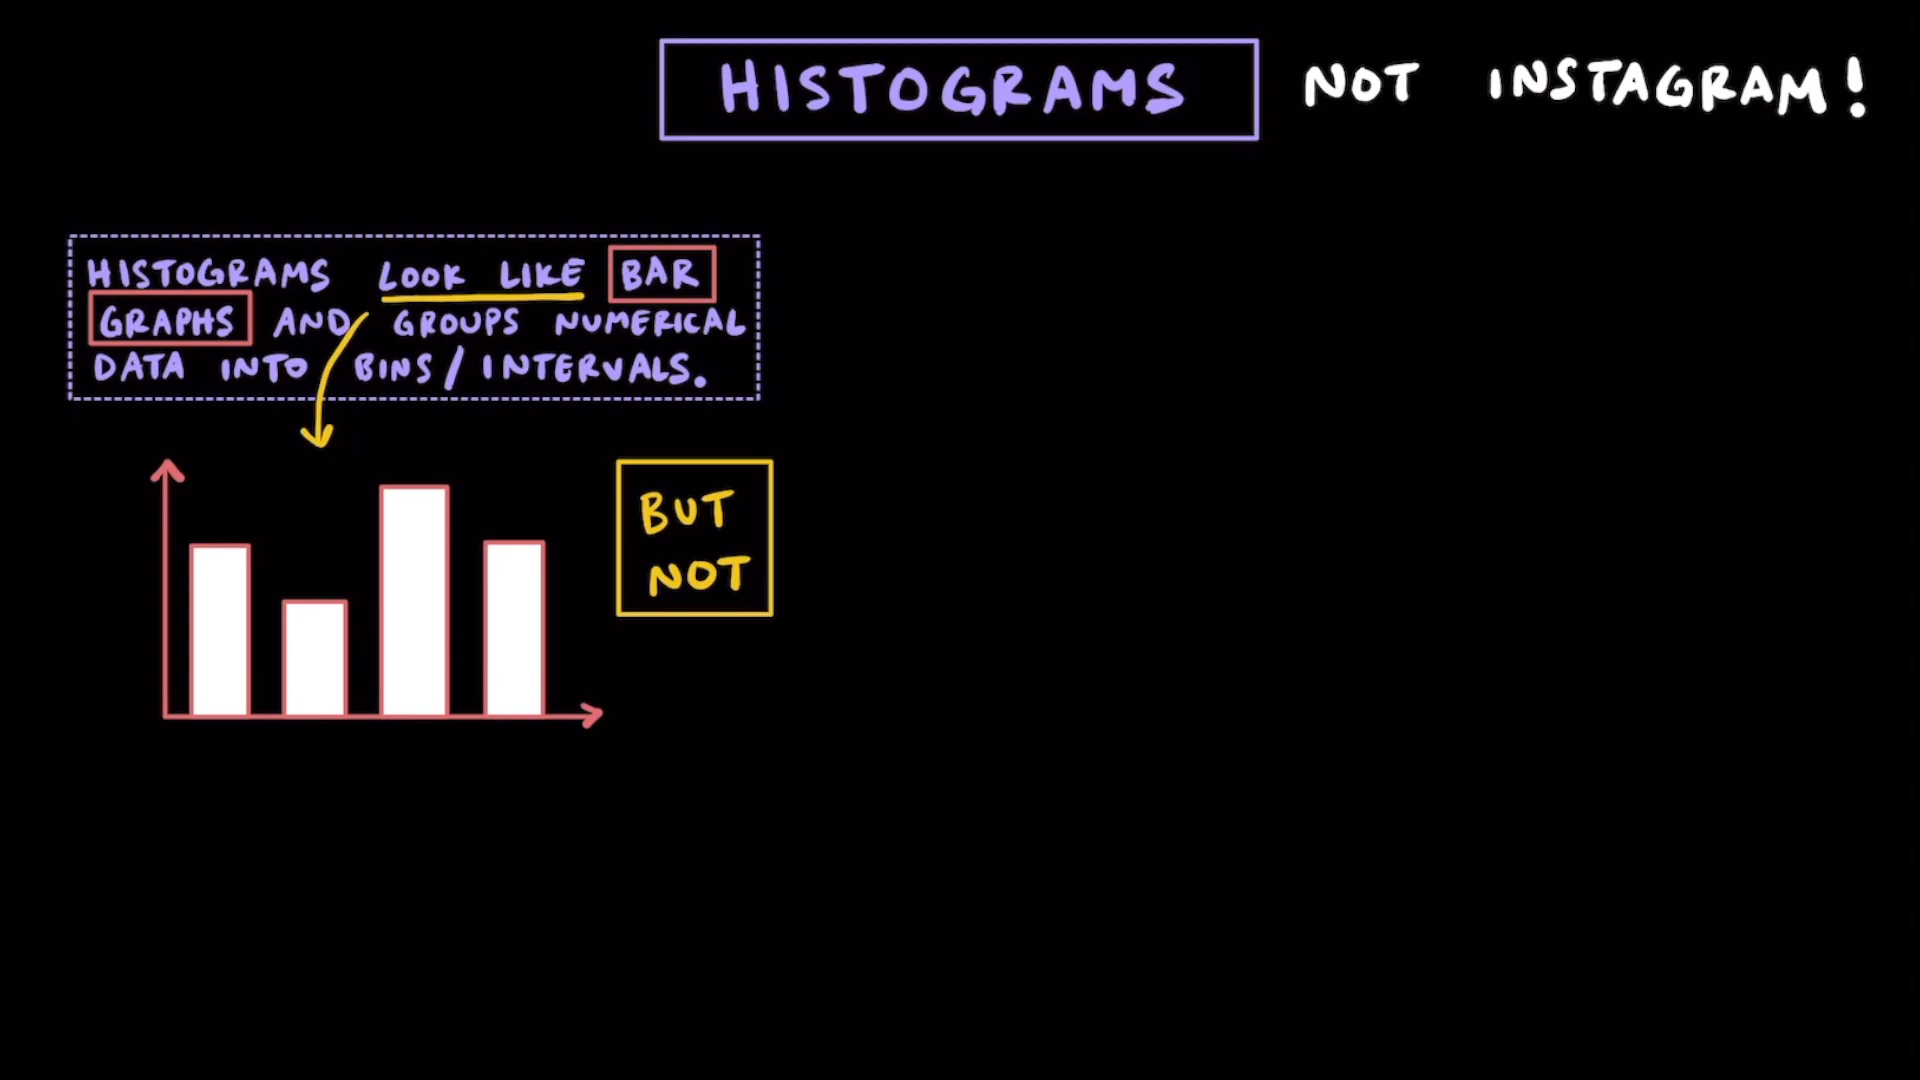 HISTOGRAMS NOT INSTAGRAM!
HISTOGRAMS LOOK LIKE BAR
GRAPHS AND GROUPS NUMERICAL
DATA INTO BINS/INTERVALS.
BUT
NOT